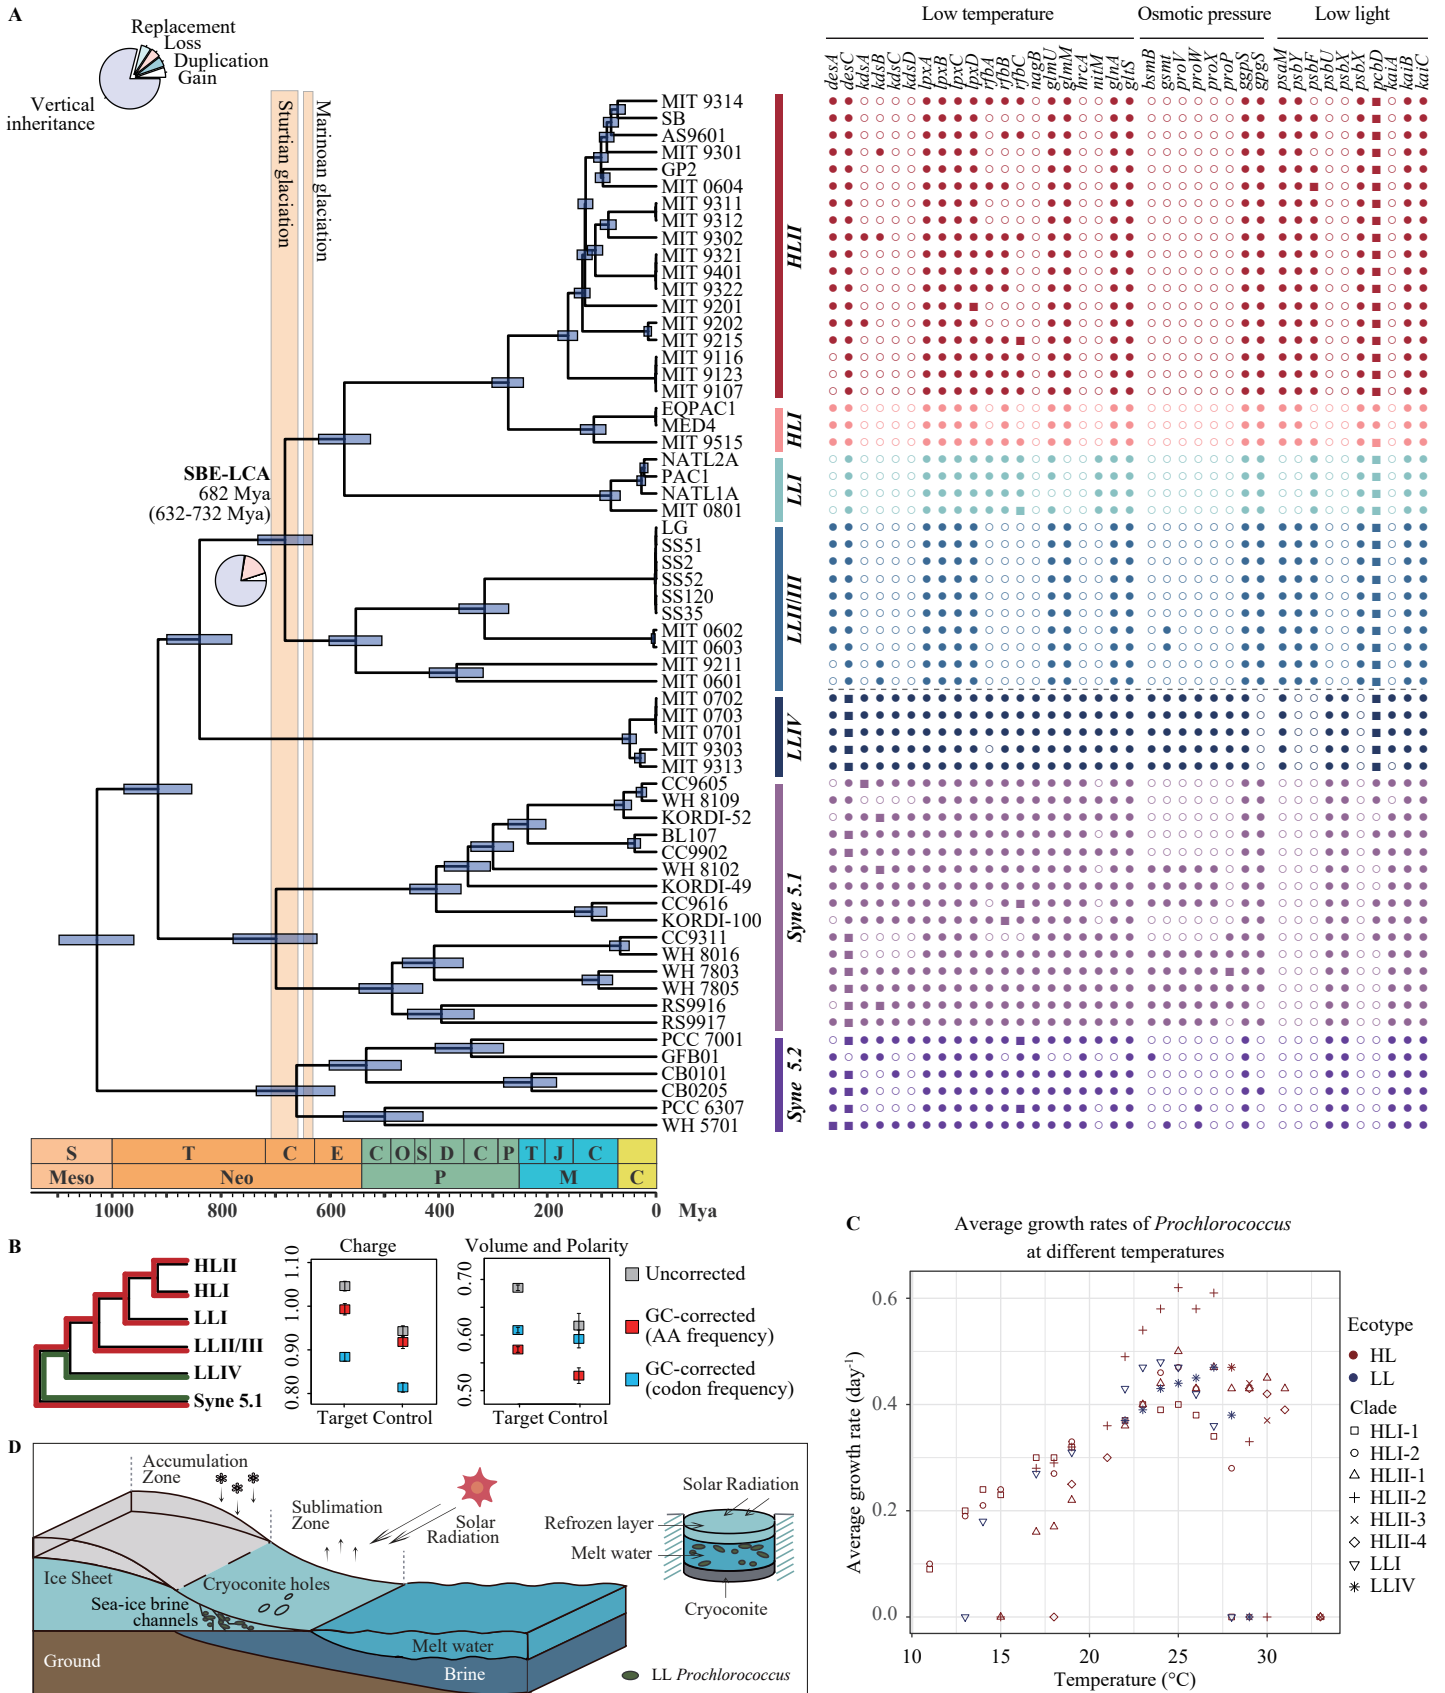 A
Replacement
Loss
Duplication
Gain
Vertical
inheritance
Sturtian glaciation
Marinoan glaciation
SBE-LCA
682 Mya
(632-732 Mya)
MIT 9314
SB
AS9601
MIT 9301
GP2
MIT 0604
MIT 9311
MIT 9312
MIT 9302
MIT 9321
MIT 9401
MIT 9322
MIT 9201
MIT 9202
MIT 9215
MIT 9116
MIT 9123
MIT 9107
EQPAC1
MED4
MIT 9515
NATL2A
PAC1
NATL1A
MIT 0801
LG
SS51
SS2
SS52
SS120
SS35
MIT 0602
MIT 0603
MIT 9211
MIT 0601
MIT 0702
MIT 0703
MIT 0701
MIT 9303
MIT 9313
CC9605
WH 8109
KORDI-52
BL107
CC9902
WH 8102
KORDI-49
CC9616
KORDI-100
CC9311
WH 8016
WH 7803
WH 7805
RS9916
RS9917
PCC 7001
GFB01
CB0101
CB0205
PCC 6307
WH 5701
HLII
HLI
LLI
LLII/III
LLIV
Syne 5.1
Syne 5.2
Low temperature
Osmotic pressure
Low light
desA desC kdsA kdsB kdsC kdsD lpxA lpxB lpxC lpxD rfbA rfbB rfbC nagB glmU glmM hrcA nitM glnA gltS
bsmB gsmt proV proW proX proP ggpS gpgS
psaM psbY psbF psbU psbX psbX pcbD kaiA kaiB kaiC
S T C E C O S D C P T J C
Meso Neo P M C
1000 800 600 400 200 0 Mya
B
HLII
HLI
LLI
LLII/III
LLIV
Syne 5.1
Charge
1.10
1.00
0.90
0.80
Target Control
Volume and Polarity
0.70
0.60
0.50
Target Control
Uncorrected
GC-corrected
(AA frequency)
GC-corrected
(codon frequency)
C
Average growth rates of Prochlorococcus
at different temperatures
Average growth rate (day-1)
0.6
0.4
0.2
0.0
10 15 20 25 30
Temperature (°C)
Ecotype
HL
LL
Clade
HLI-1
HLI-2
HLII-1
HLII-2
HLII-3
HLII-4
LLI
LLIV
D
Accumulation
Zone
Sublimation
Zone
Solar
Radiation
Ice Sheet
Cryoconite holes
Sea-ice brine
channels
Ground
Melt water
Brine
LL Prochlorococcus
Solar Radiation
Refrozen layer
Melt water
Cryoconite